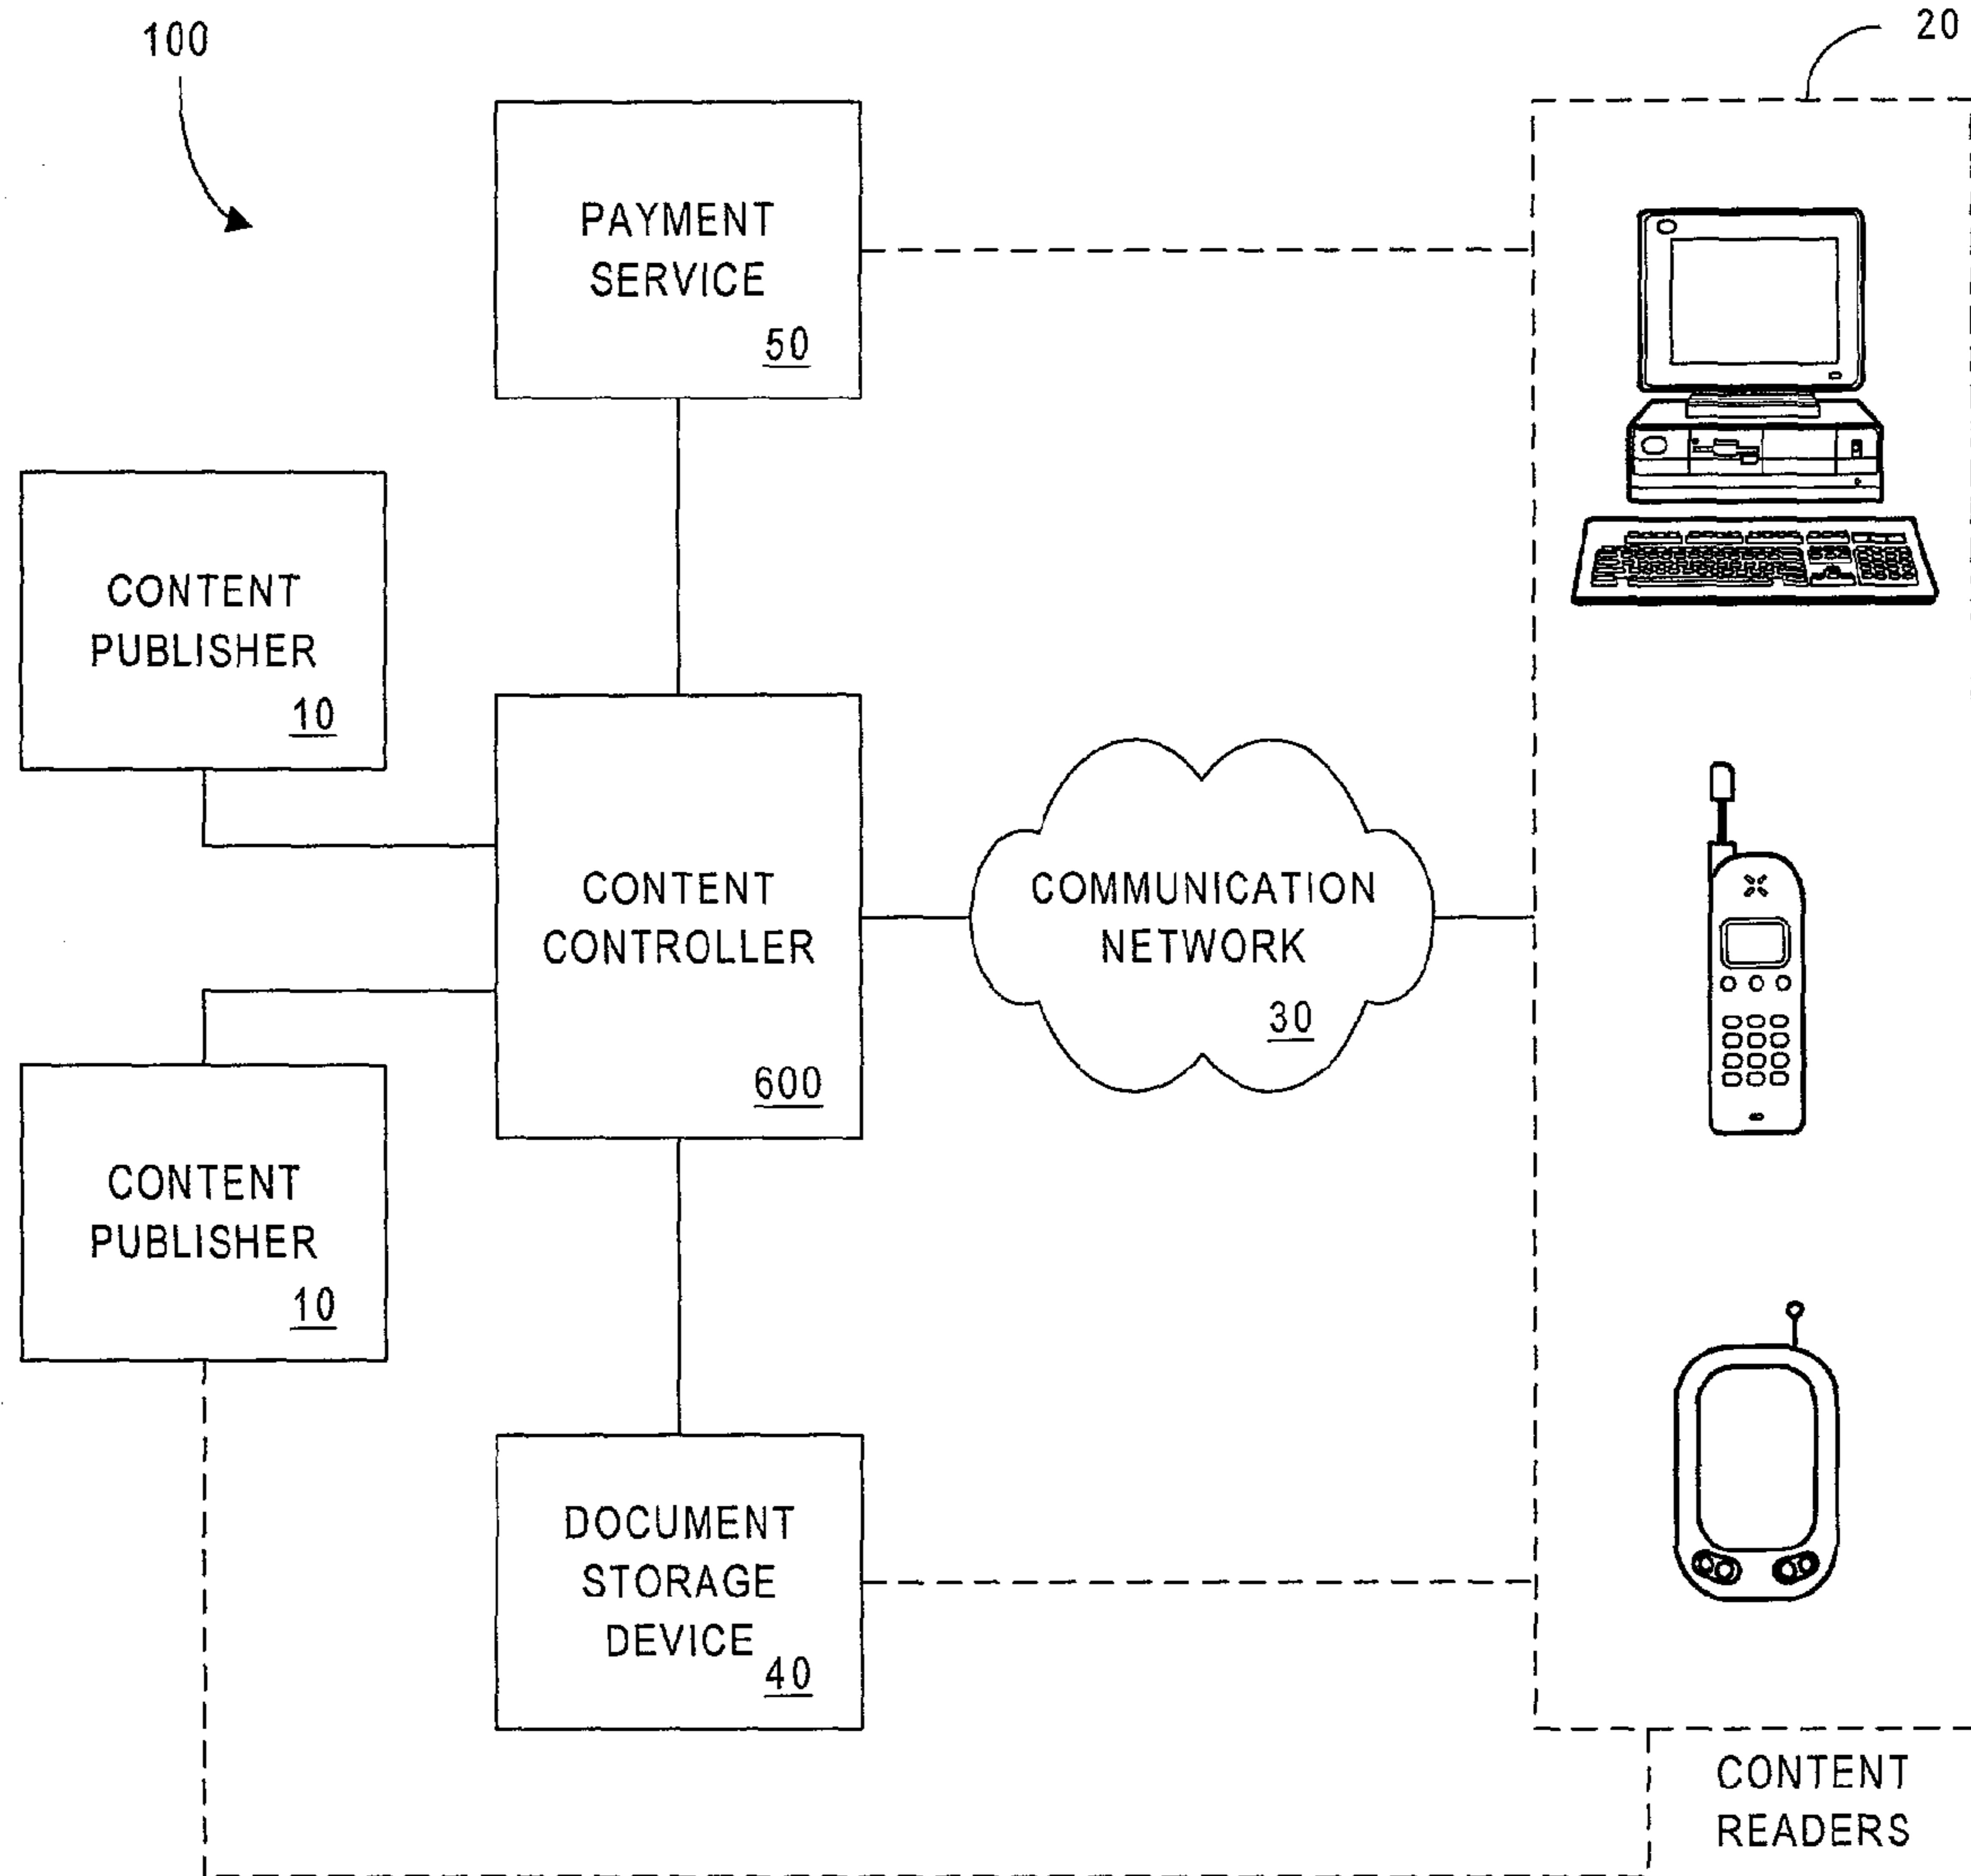 100
20
PAYMENT
SERVICE
50
CONTENT
PUBLISHER
10
CONTENT
CONTROLLER
600
COMMUNICATION
NETWORK
30
CONTENT
PUBLISHER
10
DOCUMENT
STORAGE
DEVICE
40
CONTENT
READERS